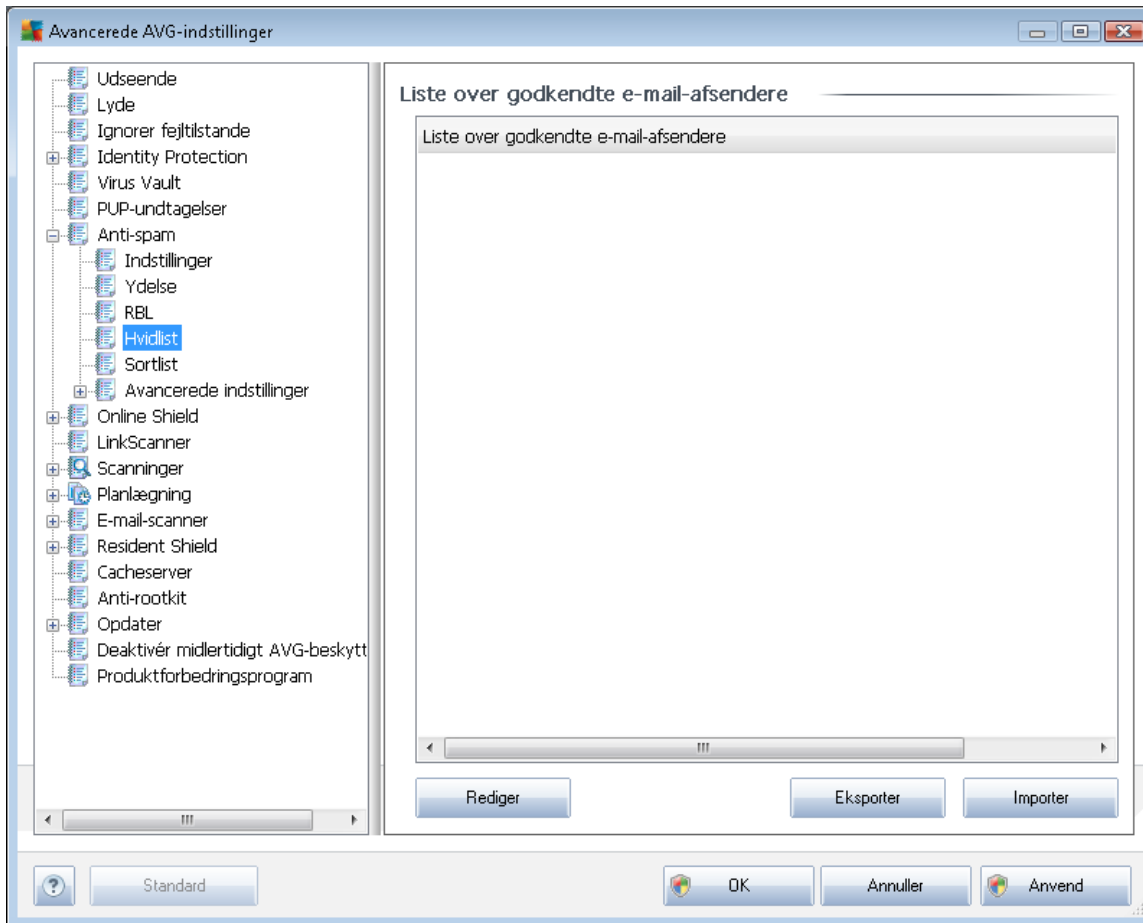 Avancerede AVG-indstillinger
Udseende
Lyde
Ignorer fejltilstande
Identity Protection
Virus Vault
PUP-undtagelser
Anti-spam
Indstillinger
Ydelse
RBL
Hvidlist
Sortlist
Avancerede indstillinger
Online Shield
LinkScanner
Scanninger
Planlægning
E-mail-scanner
Resident Shield
Cacheserver
Anti-rootkit
Opdater
Deaktivér midlertidigt AVG-beskytt
Produktforbedringsprogram
Liste over godkendte e-mail-afsendere
Liste over godkendte e-mail-afsendere
Rediger
Eksporter
Importer
?
Standard
OK
Annuller
Anvend